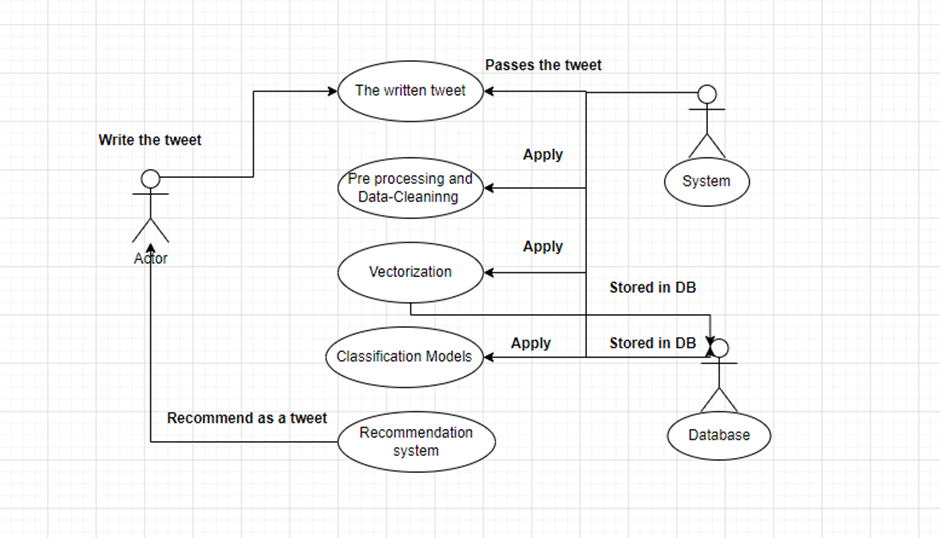 Passes the tweet
The written tweet
Write the tweet
Apply
Pre processing and
Data-Cleaninng
System
Actor
Apply
Vectorization
Stored in DB
Apply
Stored in DB
Classification Models
Recommend as a tweet
Recommendation
system
Database